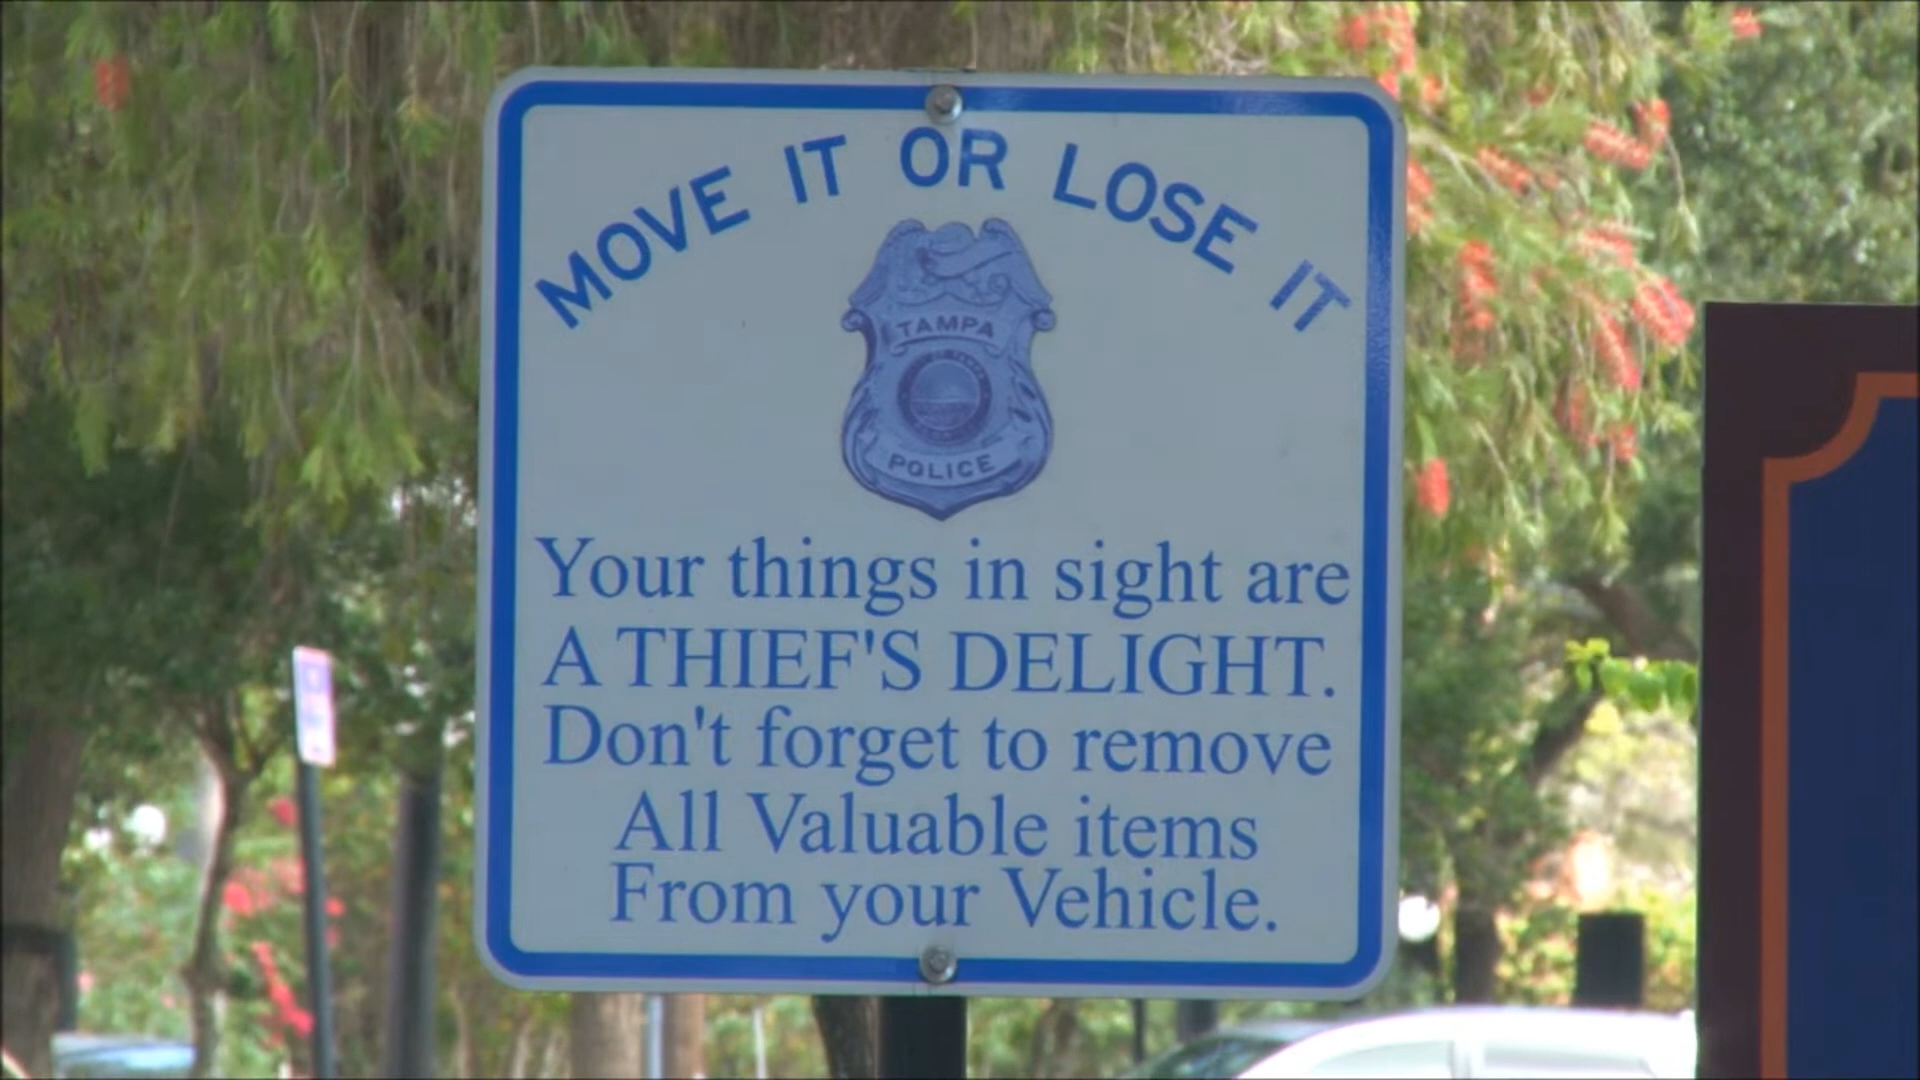 MOVE IT OR LOSE IT
TAMPA
POLICE
Your things in sight are
A THIEF'S DELIGHT.
Don't forget to remove
All Valuable items
From your Vehicle.